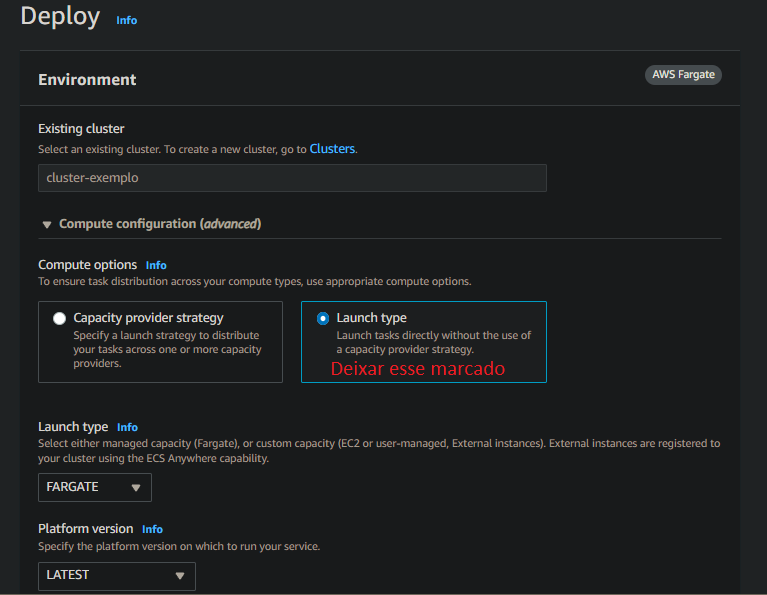 Deploy Info
Environment
AWS Fargate
Existing cluster
Select an existing cluster. To create a new cluster, go to Clusters.
cluster-exemplo
Compute configuration (advanced)
Compute options Info
To ensure task distribution across your compute types, use appropriate compute options.
Capacity provider strategy
Specify a launch strategy to distribute
your tasks across one or more capacity
providers.
Launch type
Launch tasks directly without the use of
a capacity provider strategy.
Deixar esse marcado
Launch type Info
Select either managed capacity (Fargate), or custom capacity (EC2 or user-managed, External instances). External instances are registered to
your cluster using the ECS Anywhere capability.
FARGATE
Platform version Info
Specify the platform version on which to run your service.
LATEST